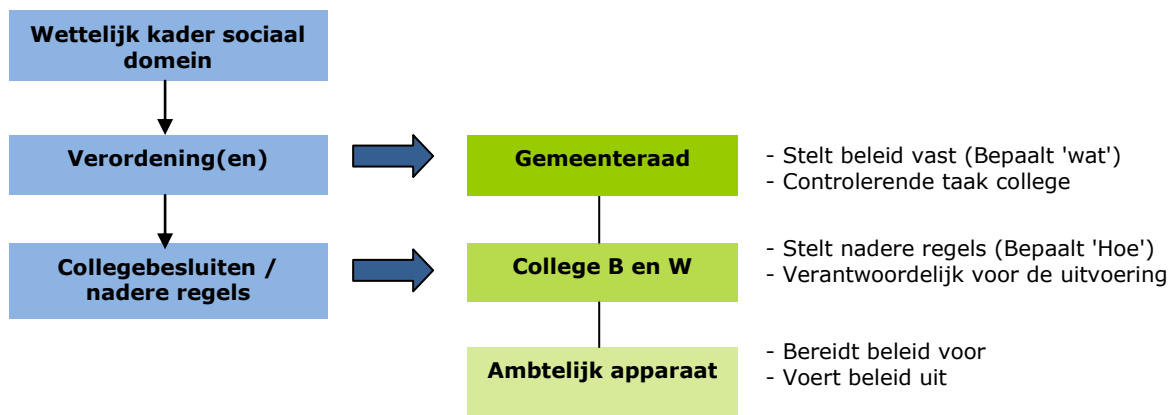 Wettelijk kader sociaal
domein
Verordening(en)
Gemeenteraad
- Stelt beleid vast (Bepaalt 'wat')
- Controlerende taak college
Collegebesluiten /
nadere regels
College B en W
- Stelt nadere regels (Bepaalt 'Hoe')
- Verantwoordelijk voor de uitvoering
Ambtelijk apparaat
- Bereidt beleid voor
- Voert beleid uit